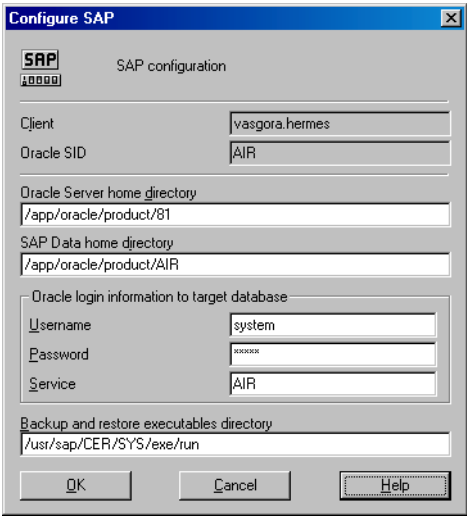 Configure SAP
SAP
SAP configuration
Client vasgora.hermes
Oracle SID AIR
Oracle Server home directory
/app/oracle/product/81
SAP Data home directory
/app/oracle/product/AIR
Oracle login information to target database
Username system
Password xxxxx
Service AIR
Backup and restore executables directory
/usr/sap/CER/SYS/exe/run
OK Cancel Help